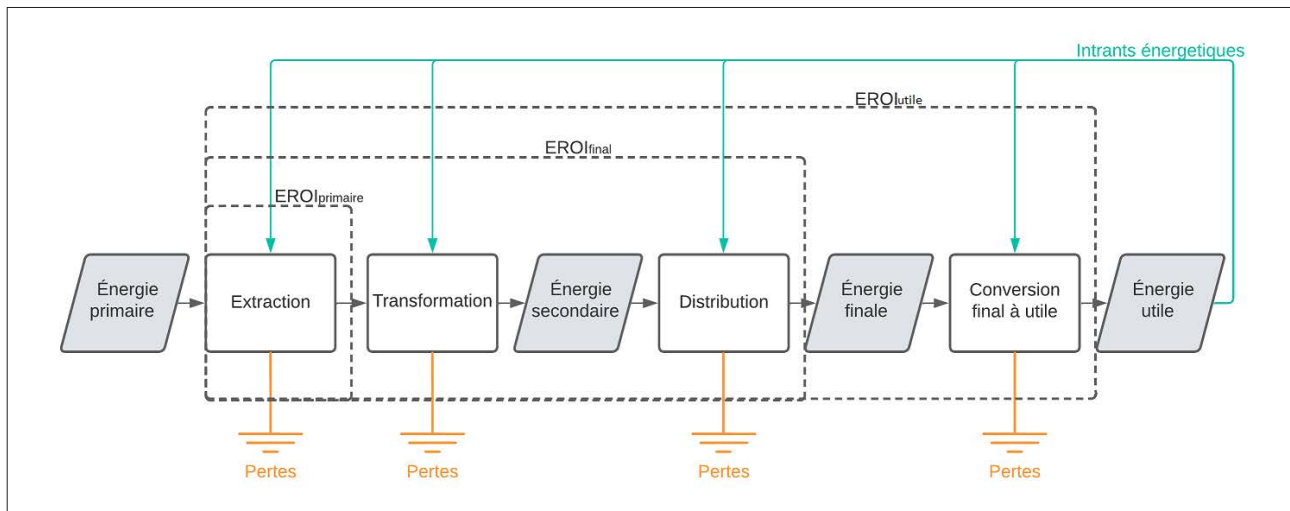 Intrants énergetiques
EROIutile
EROIfinal
EROIprimaire
Énergie
primaire
Extraction
Transformation
Énergie
secondaire
Distribution
Énergie
finale
Conversion
final à utile
Énergie
utile
Pertes
Pertes
Pertes
Pertes